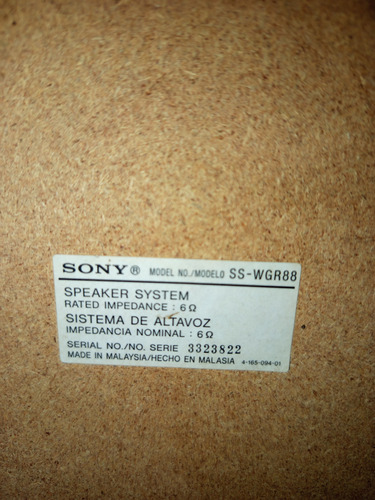 SONY® MODEL NO./MODELO SS-WGR88
SPEAKER SYSTEM
RATED IMPEDANCE : 6Ω
SISTEMA DE ALTAVOZ
IMPEDANCIA NOMINAL : 6Ω
SERIAL NO./NO. SERIE 3323822
MADE IN MALAYSIA/HECHO EN MALASIA 4-165-094-01